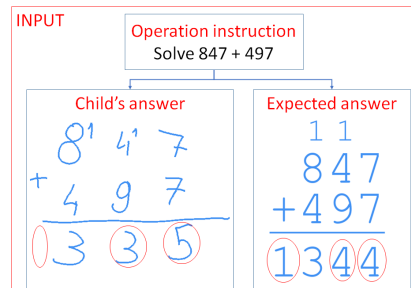 INPUT
Operation instruction
Solve 847 + 497
Child's answer
8¹ 4¹ 7
+ 4 9 7
3 3 5
Expected answer
1 1
847
+497
1344